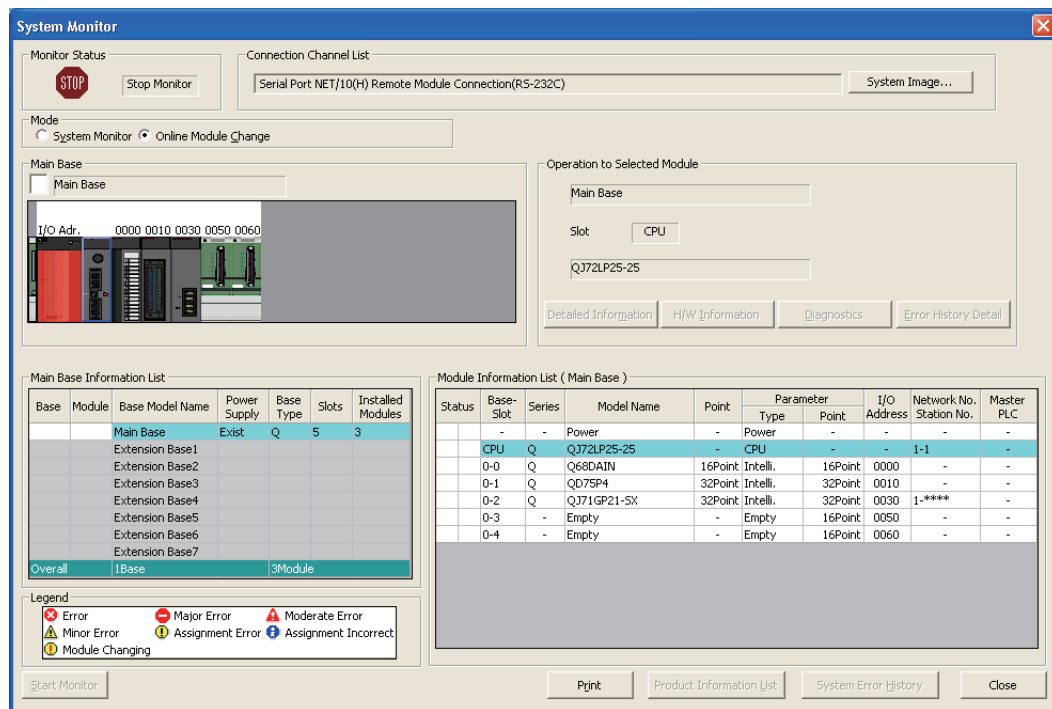 System Monitor
Monitor Status
STOP
Stop Monitor
Connection Channel List
Serial Port NET/10(H) Remote Module Connection(RS-232C)
System Image...
Mode
System Monitor Online Module Change
Main Base
Main Base
I/O Adr. 0000 0010 0030 0050 0060
Operation to Selected Module
Main Base
Slot CPU
QJ72LP25-25
Detailed Information H/W Information Diagnostics Error History Detail
Main Base Information List
Base Module Base Model Name Power Supply Base Type Slots Installed Modules
Main Base Exist Q 5 3
Extension Base1
Extension Base2
Extension Base3
Extension Base4
Extension Base5
Extension Base6
Extension Base7
Overall 1Base 3Module
Module Information List ( Main Base )
Status Base-Slot Series Model Name Point Parameter Type Point I/O Address Network No. Station No. Master PLC
- - Power - Power - - - -
CPU Q QJ72LP25-25 - CPU - - 1-1 -
0-0 Q Q68DAIN 16Point Intelli. 16Point 0000 - -
0-1 Q QD75P4 32Point Intelli. 32Point 0010 - -
0-2 Q QJ71GP21-SX 32Point Intelli. 32Point 0030 1-**** -
0-3 - Empty - Empty 16Point 0050 - -
0-4 - Empty - Empty 16Point 0060 - -
Legend
Error Major Error Moderate Error
Minor Error Assignment Error Assignment Incorrect
Module Changing
Start Monitor Print Product Information List System Error History Close